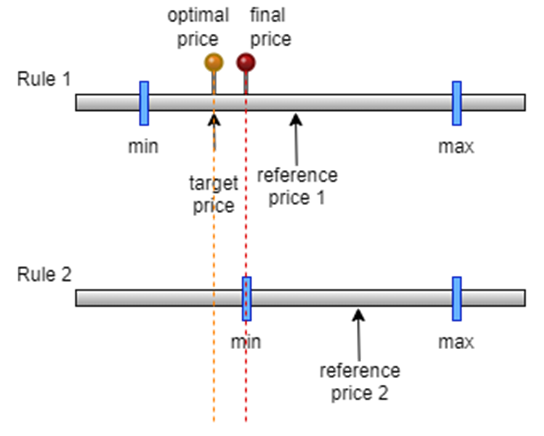 optimal final
price price
Rule 1
min
max
target
price
reference
price 1
Rule 2
min
max
reference
price 2